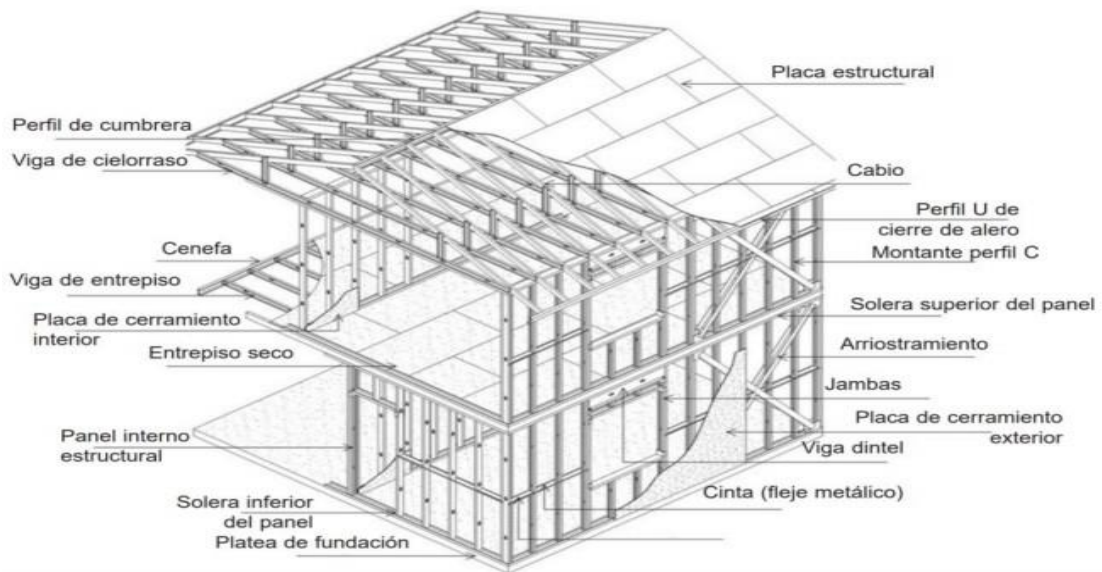 Placa estructural
Perfil de cumbrera
Viga de cielorraso
Cabio
Perfil U de
cierre de alero
Cenefa
Montante perfil C
Viga de entrepiso
Solera superior del panel
Placa de cerramiento
interior
Arriostramiento
Entrepiso seco
Jambas
Placa de cerramiento
exterior
Panel interno
estructural
Viga dintel
Cinta (fleje metálico)
Solera inferior
del panel
Platea de fundación